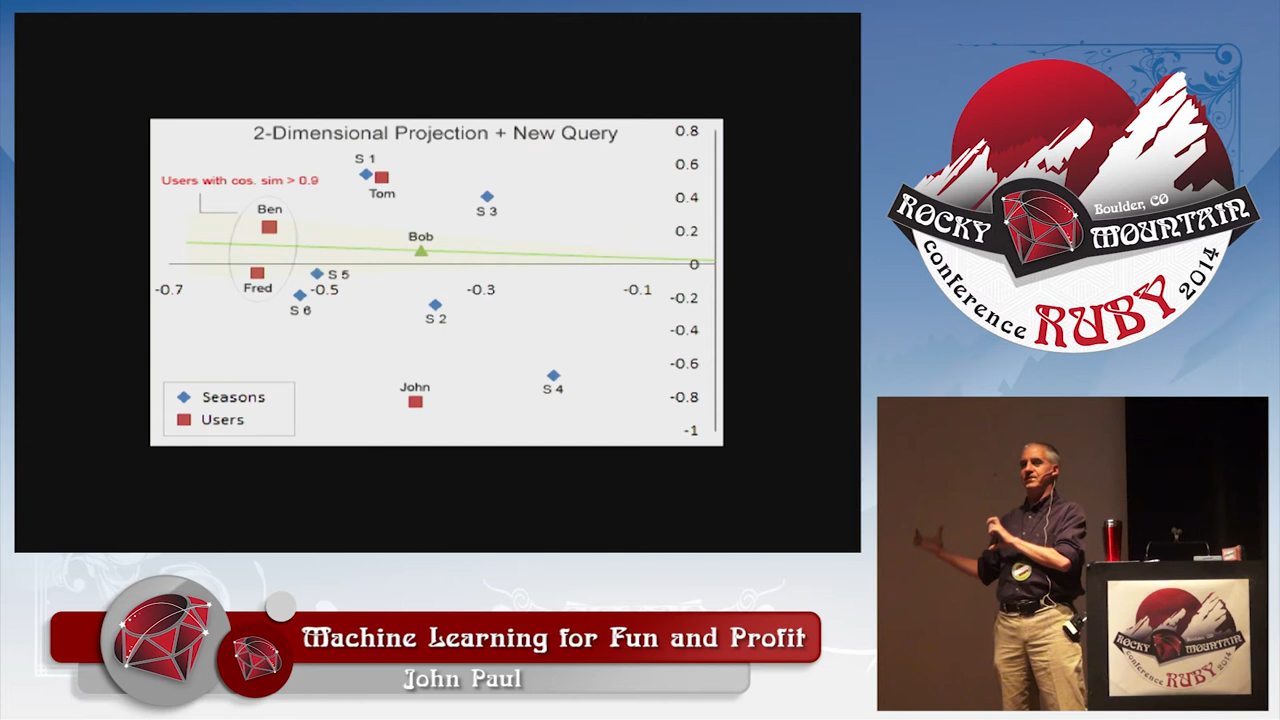 2-Dimensional Projection + New Query
0.8
S 1
0.6
Users with cos. sim > 0.9
Tom
0.4
Ben
S 3
0.2
Bob
0
S 5
Fred
-0.7
-0.5
-0.3
-0.1
S 6
-0.2
S 2
-0.4
-0.6
John
S 4
-0.8
Seasons
Users
-1
Boulder, CO
ROCKY MOUNTAIN
Conference RUBY 2014
Machine Learning for Fun and Profit
John Paul
Boulder, CO
ROCKY MOUNTAIN
Conference RUBY 2014